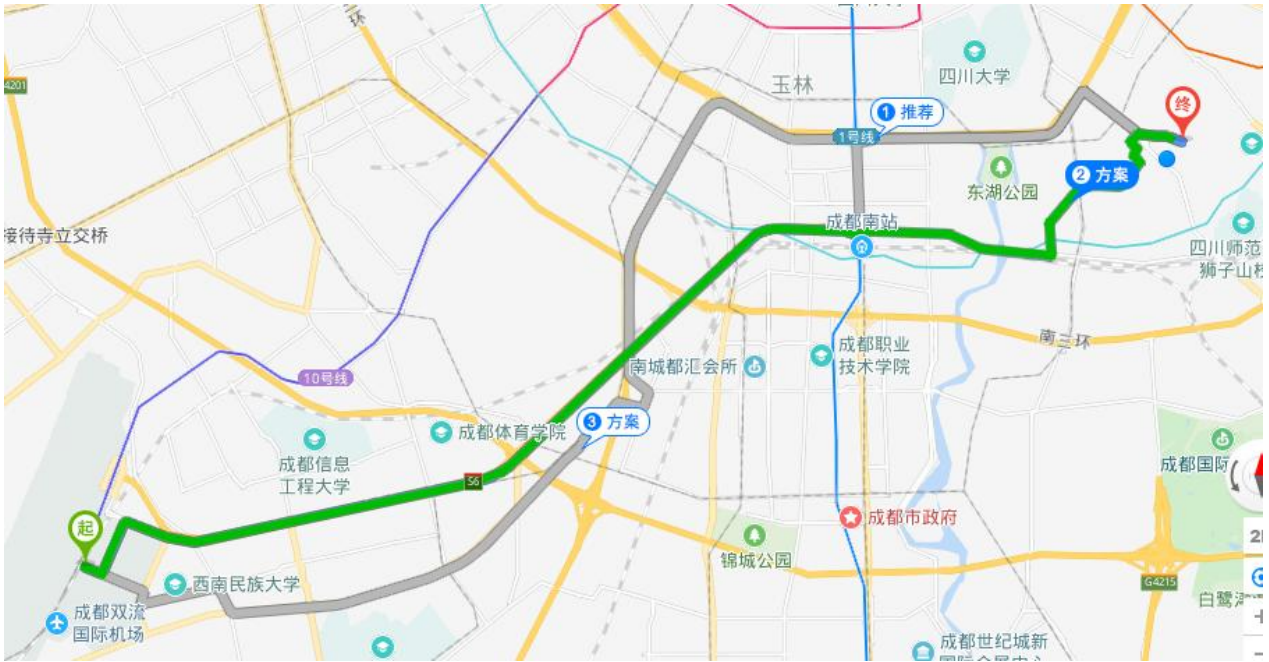 三环
4201
玉林
四川大学
终
1 推荐
1号线
2 方案
东湖公园
接待寺立交桥
成都南站
四川师范
狮子山校
南三环
成都职业
技术学院
南城都汇会所
10号线
3 方案
成都体育学院
成都信息
工程大学
成都国际
S6
起
成都市政府
锦城公园
西南民族大学
G4215
成都双流
国际机场
成都世纪城新